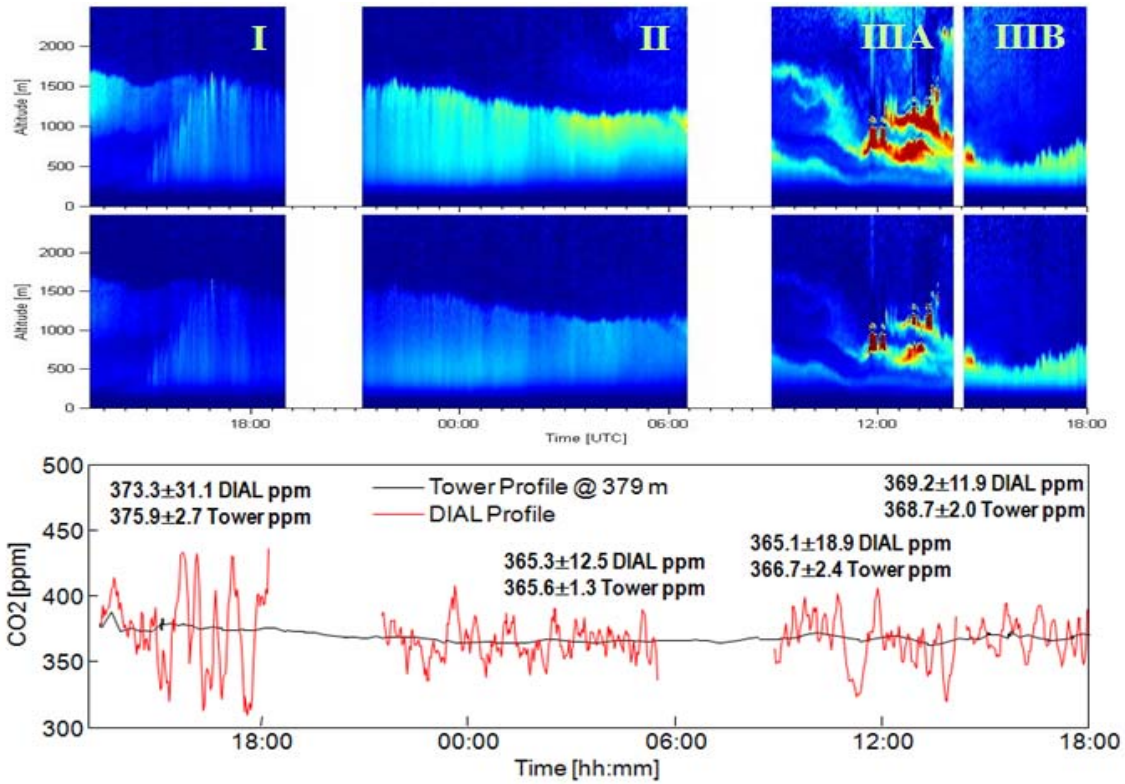 I II IIIA IIIB
Altitude [m]
2500
2000
1500
1000
500
0
Altitude [m]
2000
1500
1000
500
0
18:00 00:00 06:00 12:00 18:00
Time [UTC]
CO2 [ppm]
500
450
400
350
300
373.3±31.1 DIAL ppm
375.9±2.7 Tower ppm
Tower Profile @ 379 m
DIAL Profile
365.3±12.5 DIAL ppm
365.6±1.3 Tower ppm
365.1±18.9 DIAL ppm
366.7±2.4 Tower ppm
369.2±11.9 DIAL ppm
368.7±2.0 Tower ppm
18:00 00:00 06:00 12:00 18:00
Time [hh:mm]